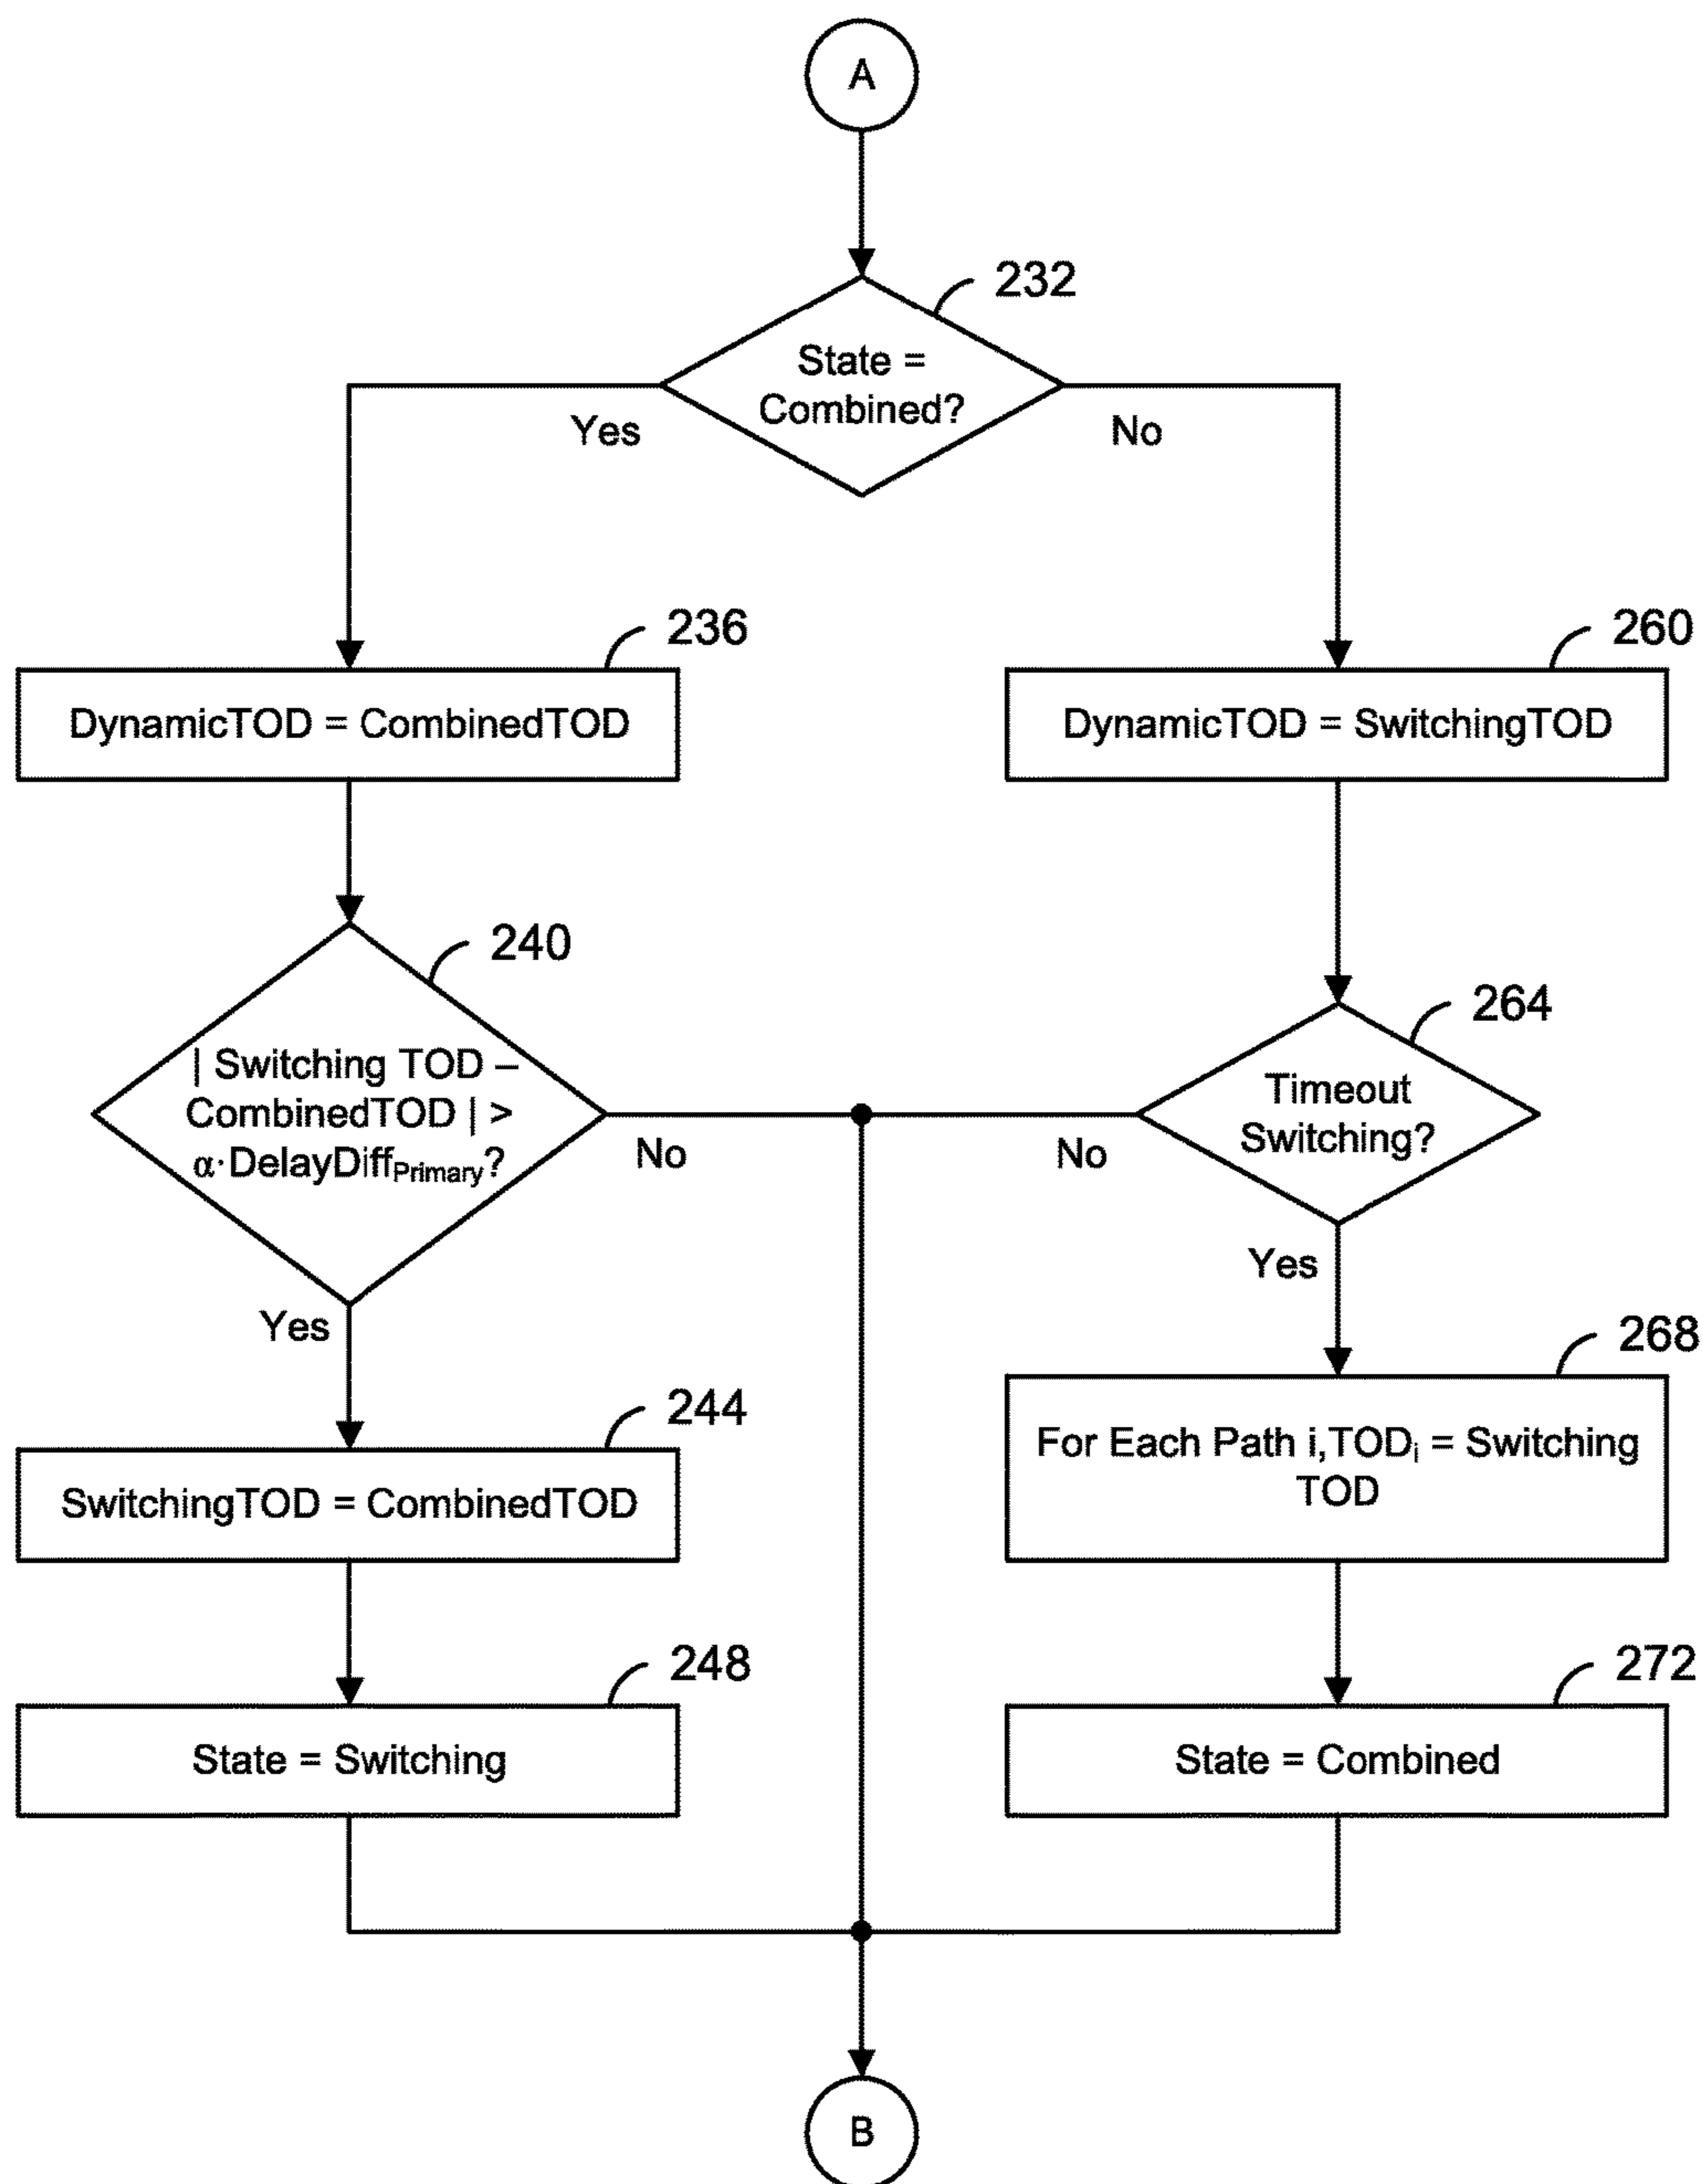 A
232
State =
Combined?
Yes
No
236
260
DynamicTOD = CombinedTOD
DynamicTOD = SwitchingTOD
240
264
| Switching TOD –
CombinedTOD | >
α·DelayDiffPrimary?
Timeout
Switching?
No
No
Yes
Yes
268
For Each Path i,TODi = Switching
TOD
244
SwitchingTOD = CombinedTOD
248
272
State = Switching
State = Combined
B